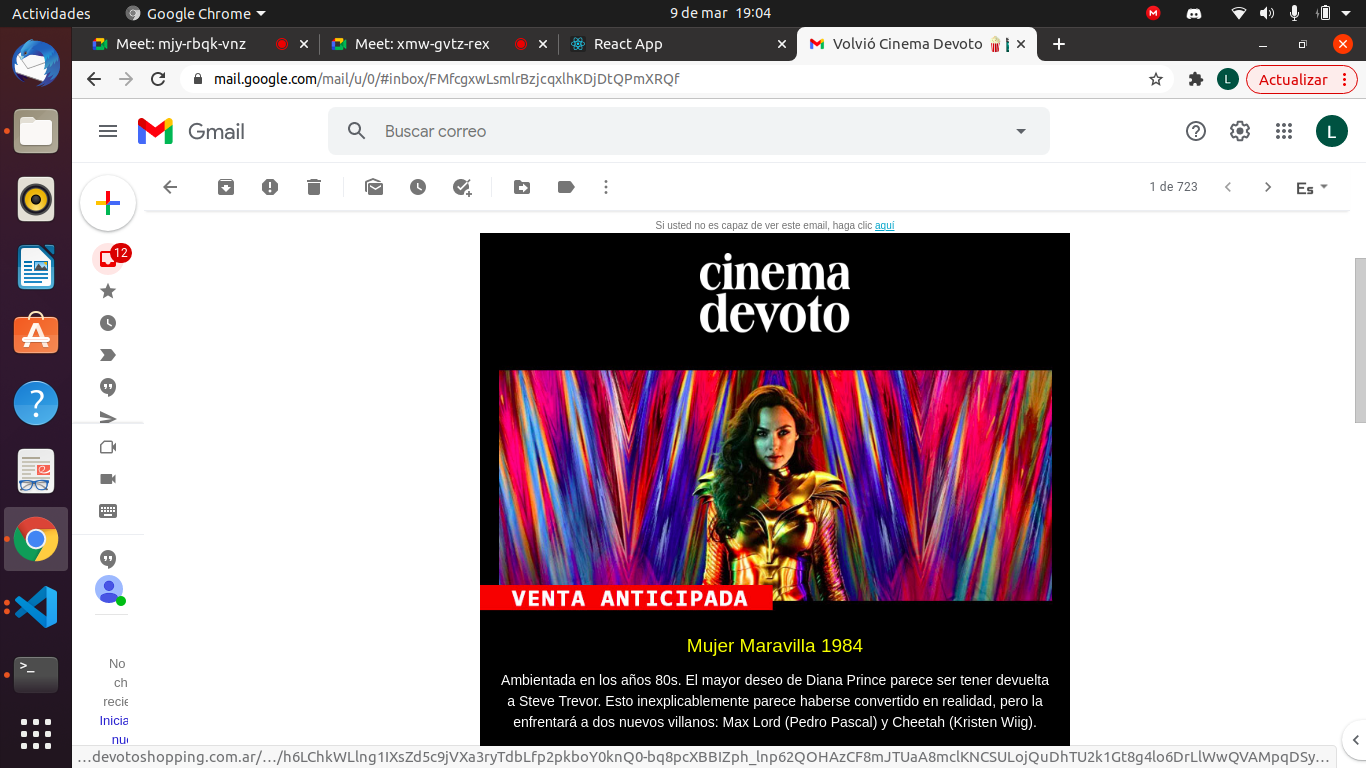 Actividades
Google Chrome
9 de mar 19:04
Meet: mjy-rbqk-vnz
Meet: xmw-gvtz-rex
React App
Volvió Cinema Devoto
mail.google.com/mail/u/0/#inbox/FMfcgxwLsmlrBzjcqxlhKDjDtQPmXRQf
L
Actualizar
Gmail
Buscar correo
L
1 de 723
Es
12
Si usted no es capaz de ver este email, haga clic aquí
cinema
devoto
VENTA ANTICIPADA
Mujer Maravilla 1984
Ambientada en los años 80s. El mayor deseo de Diana Prince parece ser tener devuelta
a Steve Trevor. Esto inexplicablemente parece haberse convertido en realidad, pero la
enfrentará a dos nuevos villanos: Max Lord (Pedro Pascal) y Cheetah (Kristen Wiig).
No
ch
recie
Inicia
nue